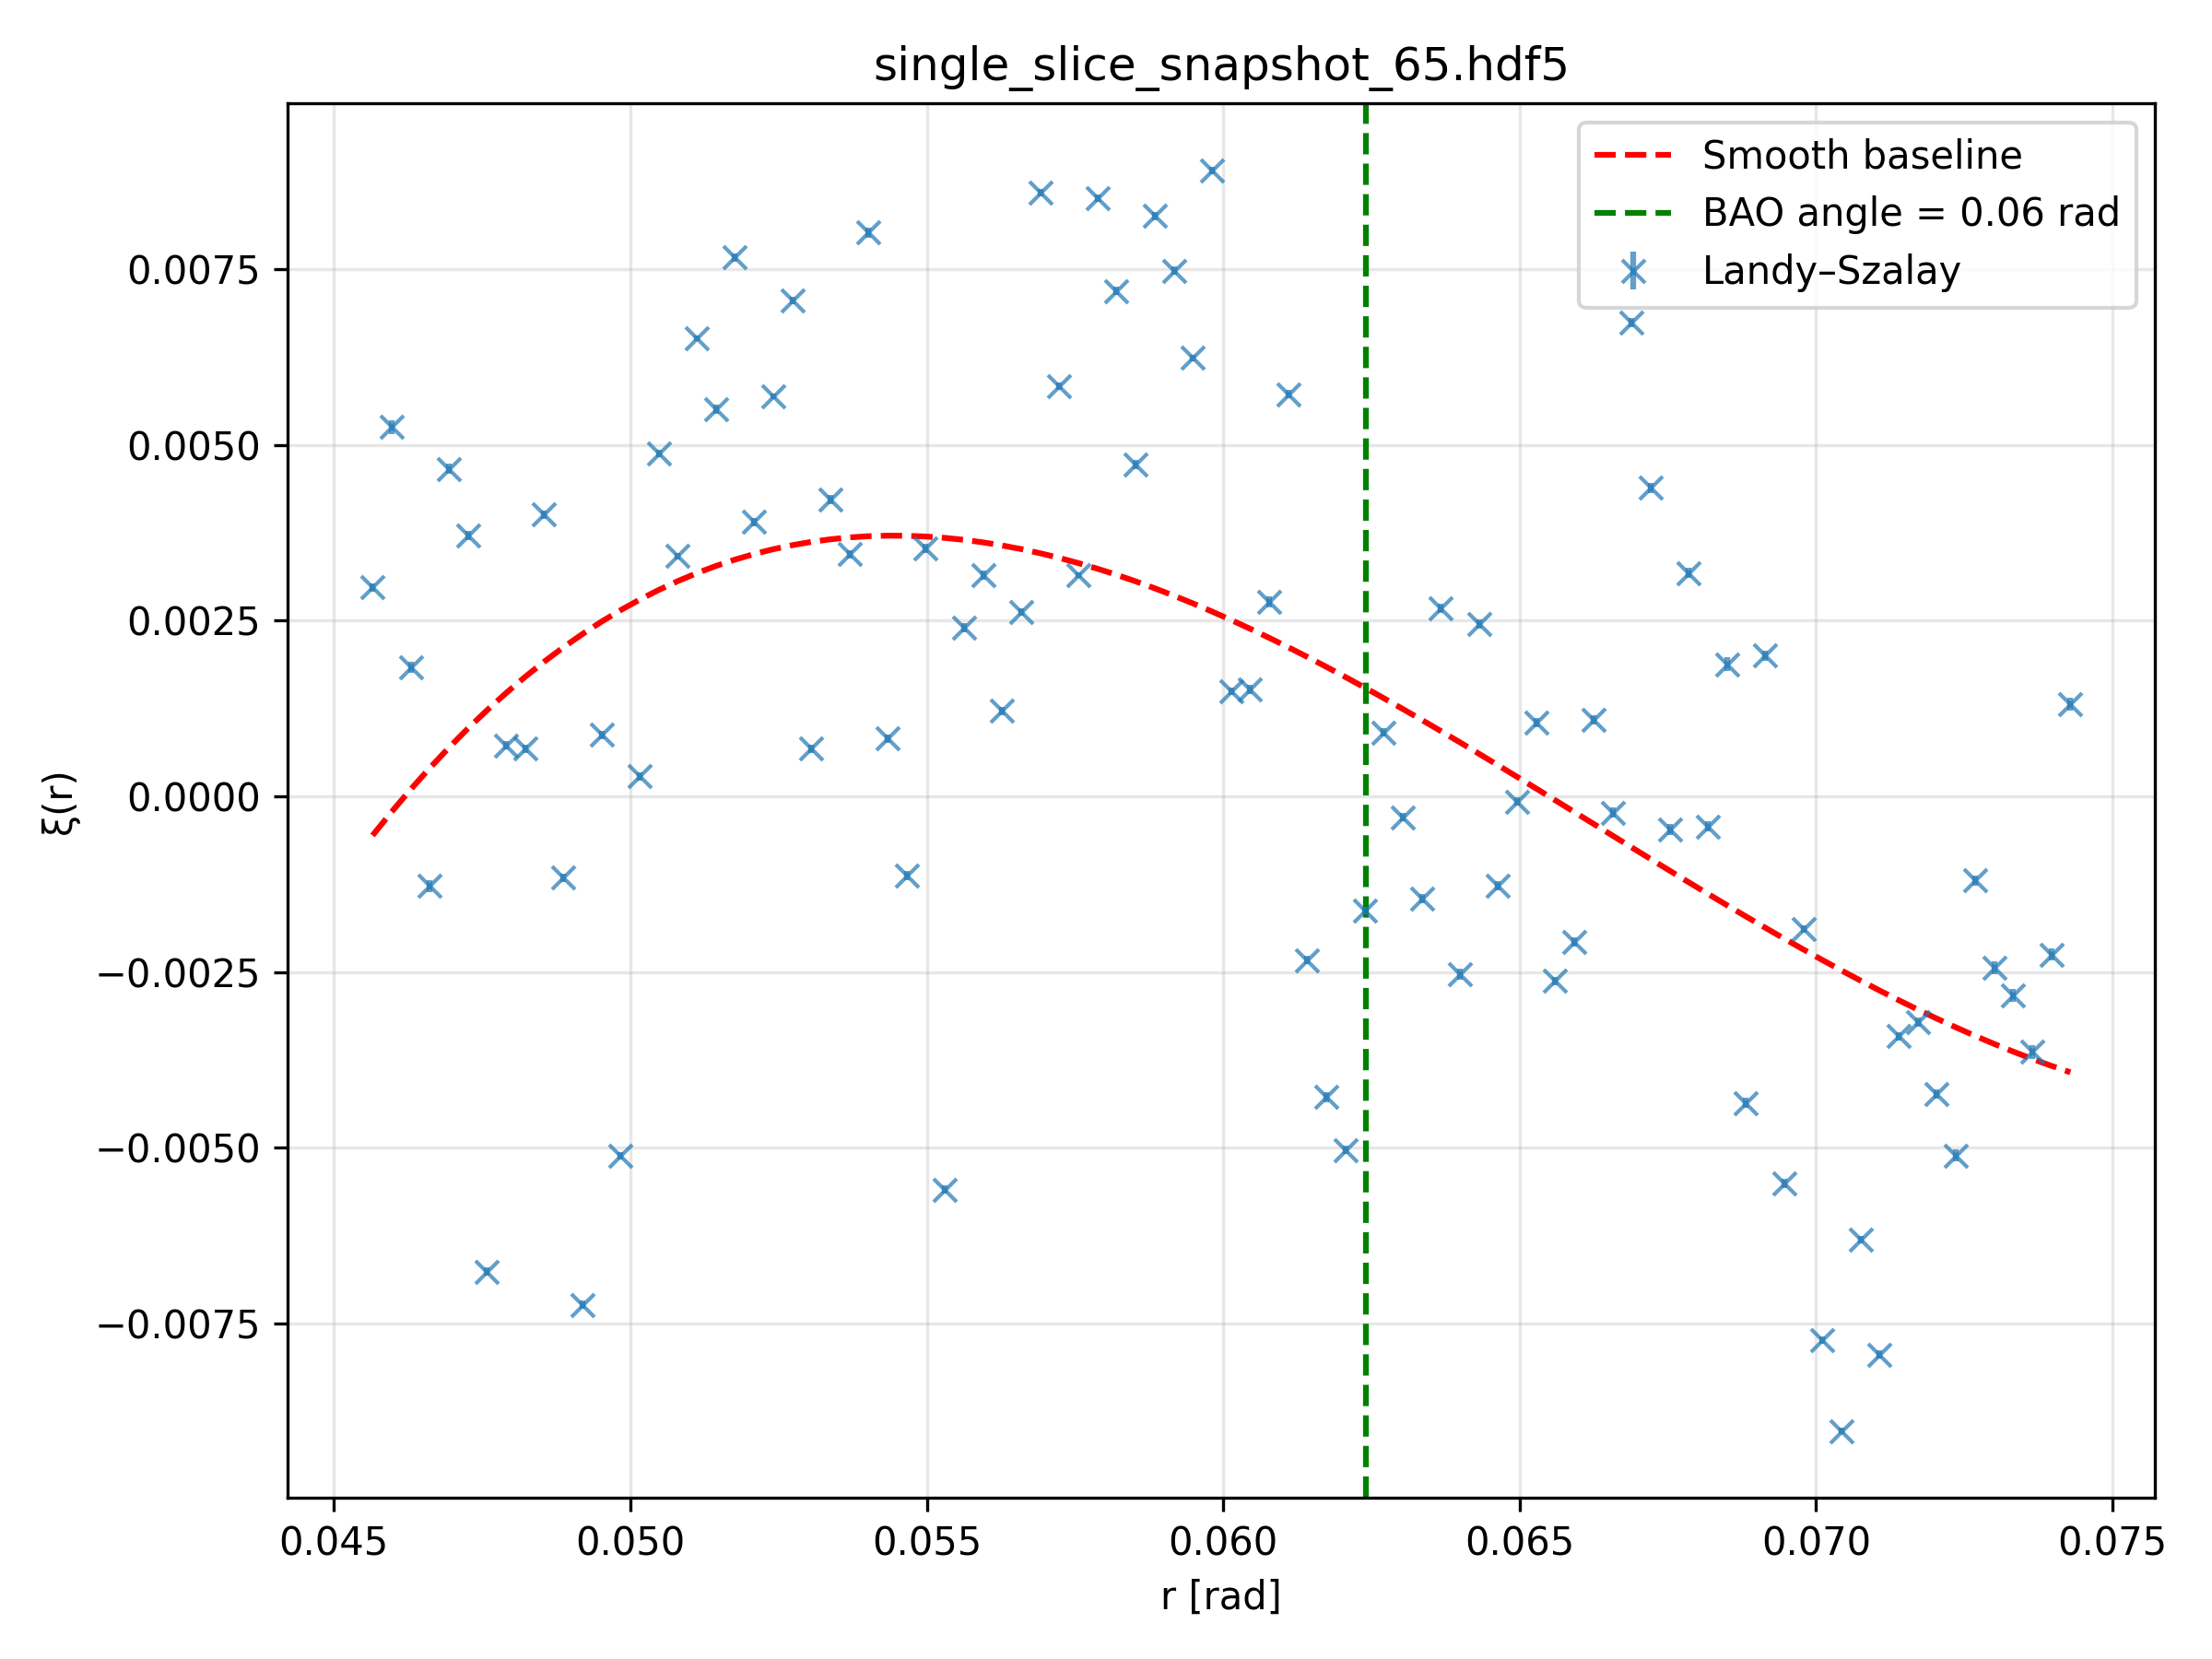 single_slice_snapshot_65.hdf5
Smooth baseline
BAO angle = 0.06 rad
Landy–Szalay
ξ(r)
0.0075
0.0050
0.0025
0.0000
−0.0025
−0.0050
−0.0075
0.045 0.050 0.055 0.060 0.065 0.070 0.075
r [rad]